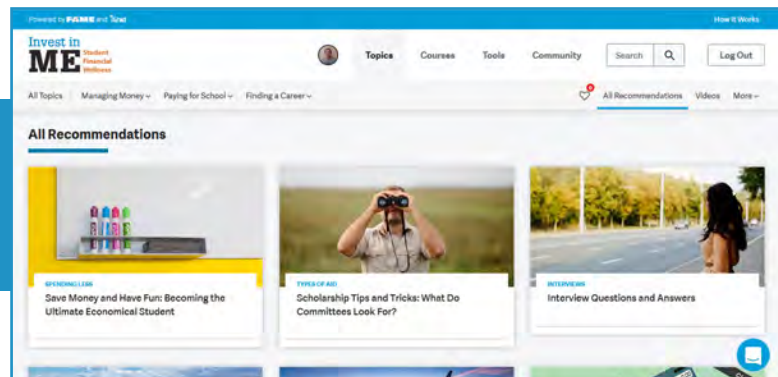 Powered by FAME and
How It Works
Invest in
ME Student
Financial
Wellness
Topics
Courses
Tools
Community
Search
Log Out
All Topics
Managing Money
Paying for School
Finding a Career
All Recommendations
Videos
More
All Recommendations
SPENDING LESS
Save Money and Have Fun: Becoming the
Ultimate Economical Student
TYPES OF AID
Scholarship Tips and Tricks: What Do
Committees Look For?
INTERVIEWS
Interview Questions and Answers